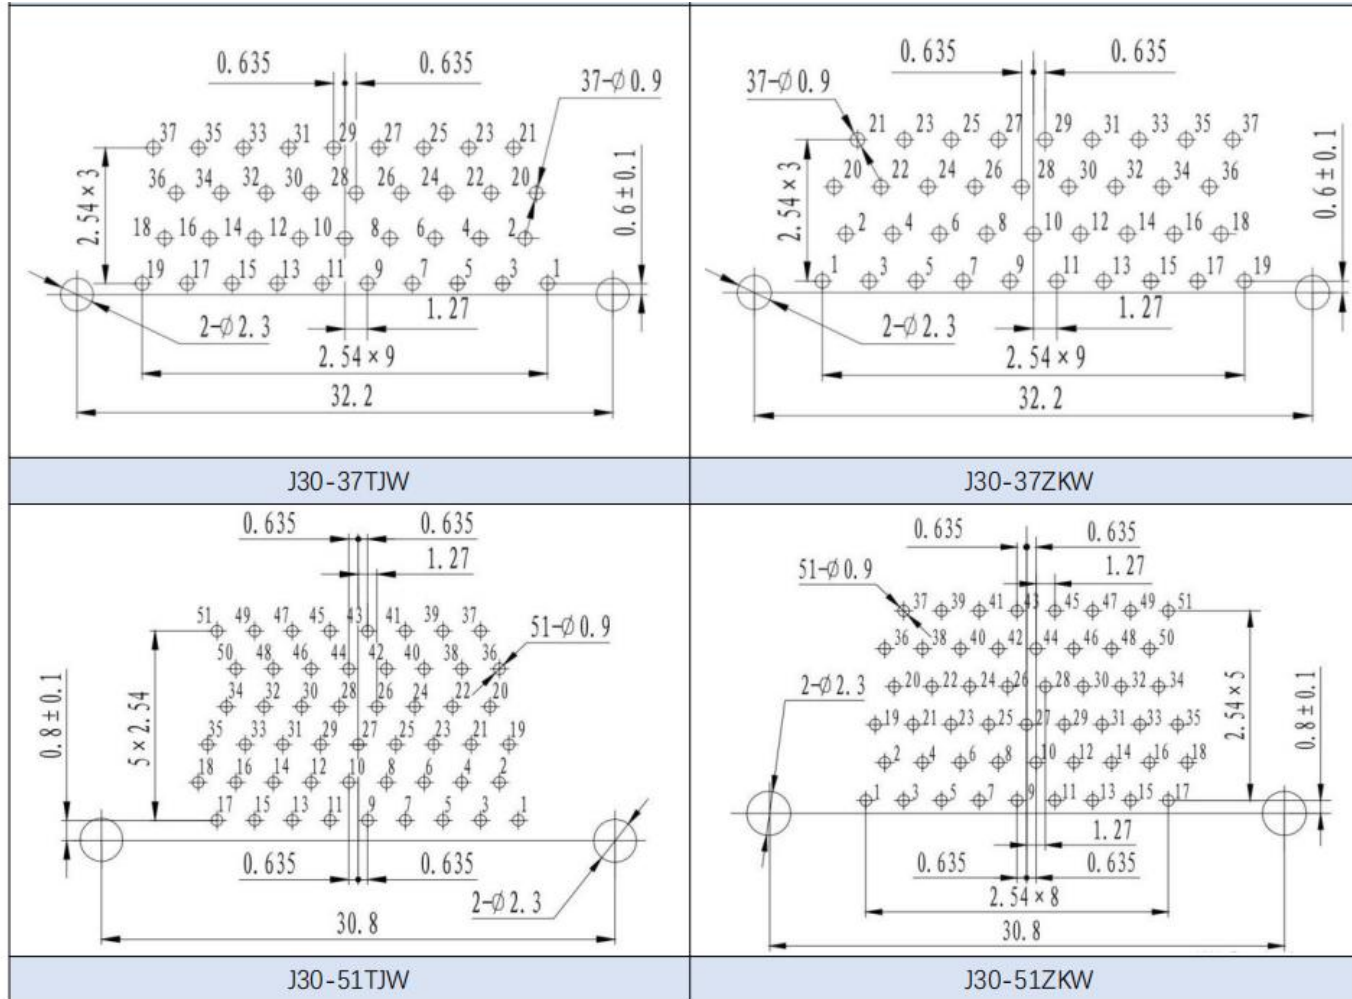 0.635 0.635
37-Ø0.9
37 35 33 31 29 27 25 23 21
36 34 32 30 28 26 24 22 20
18 16 14 12 10 8 6 4 2
19 17 15 13 11 9 7 5 3 1
2.54×3
0.6±0.1
2-Ø2.3
1.27
2.54×9
32.2
J30-37TJW
0.635 0.635
37-Ø0.9
21 23 25 27 29 31 33 35 37
20 22 24 26 28 30 32 34 36
2 4 6 8 10 12 14 16 18
1 3 5 7 9 11 13 15 17 19
2.54×3
0.6±0.1
2-Ø2.3
1.27
2.54×9
32.2
J30-37ZKW
0.635 0.635
1.27
51 49 47 45 43 41 39 37
51-Ø0.9
50 48 46 44 42 40 38 36
34 32 30 28 26 24 22 20
35 33 31 29 27 25 23 21 19
18 16 14 12 10 8 6 4 2
17 15 13 11 9 7 5 3 1
0.8±0.1
5×2.54
0.635 0.635
2-Ø2.3
30.8
J30-51TJW
0.635 0.635
1.27
51-Ø0.9
37 39 41 43 45 47 49 51
36 38 40 42 44 46 48 50
2-Ø2.3
20 22 24 26 28 30 32 34
19 21 23 25 27 29 31 33 35
2 4 6 8 10 12 14 16 18
1 3 5 7 9 11 13 15 17
2.54×5
0.8±0.1
1.27
0.635 0.635
2.54×8
30.8
J30-51ZKW